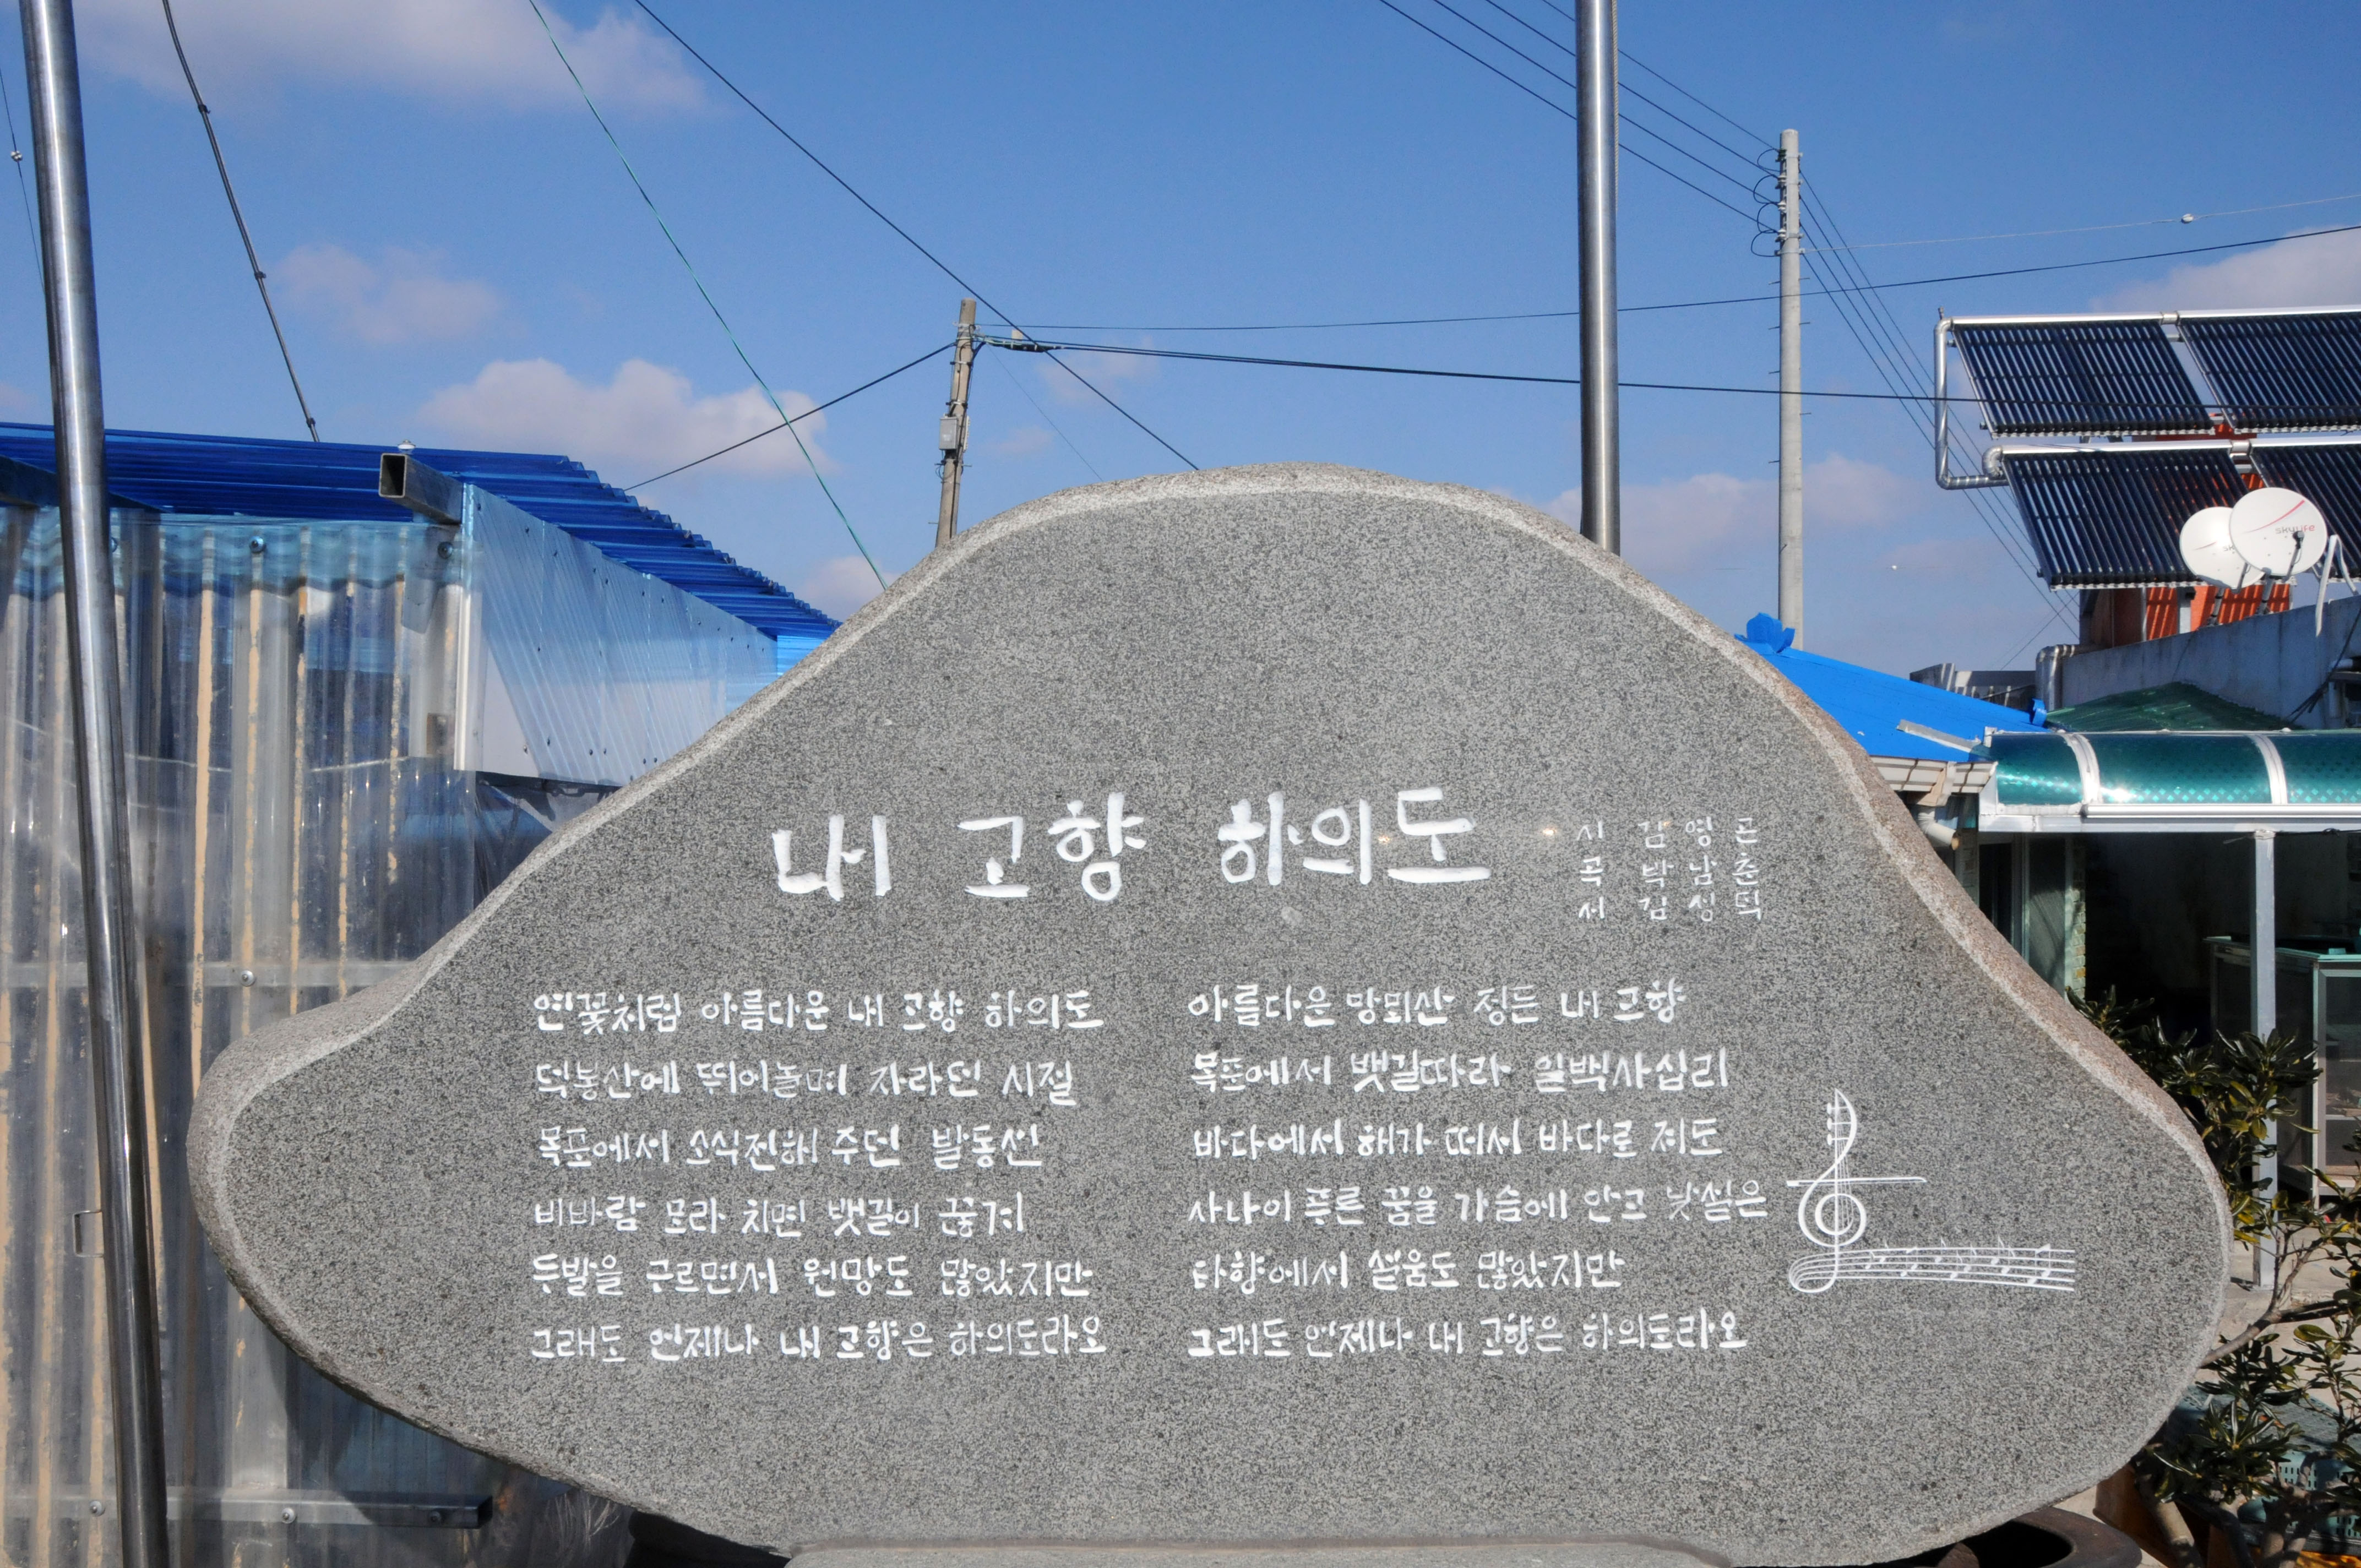 내 고향 하의도
시 김영곤
곡 박남춘
서 김성덕
연꽃처럼 아름다운 내 고향 하의도
덕봉산에 뛰어놀며 자라던 시절
목포에서 소식전해 주던 발동선
비바람 모라 치면 뱃길이 끊겨
두발을 구르면서 원망도 많았지만
그래도 언제나 내 고향은 하의도라오
아름다운 망뫼산 정든 내 고향
목포에서 뱃길따라 일백사십리
바다에서 해가 떠서 바다로 져도
사나이 푸른 꿈을 가슴에 안고 낯설은
타향에서 설움도 많았지만
그래도 언제나 내 고향은 하의도라오
skylife